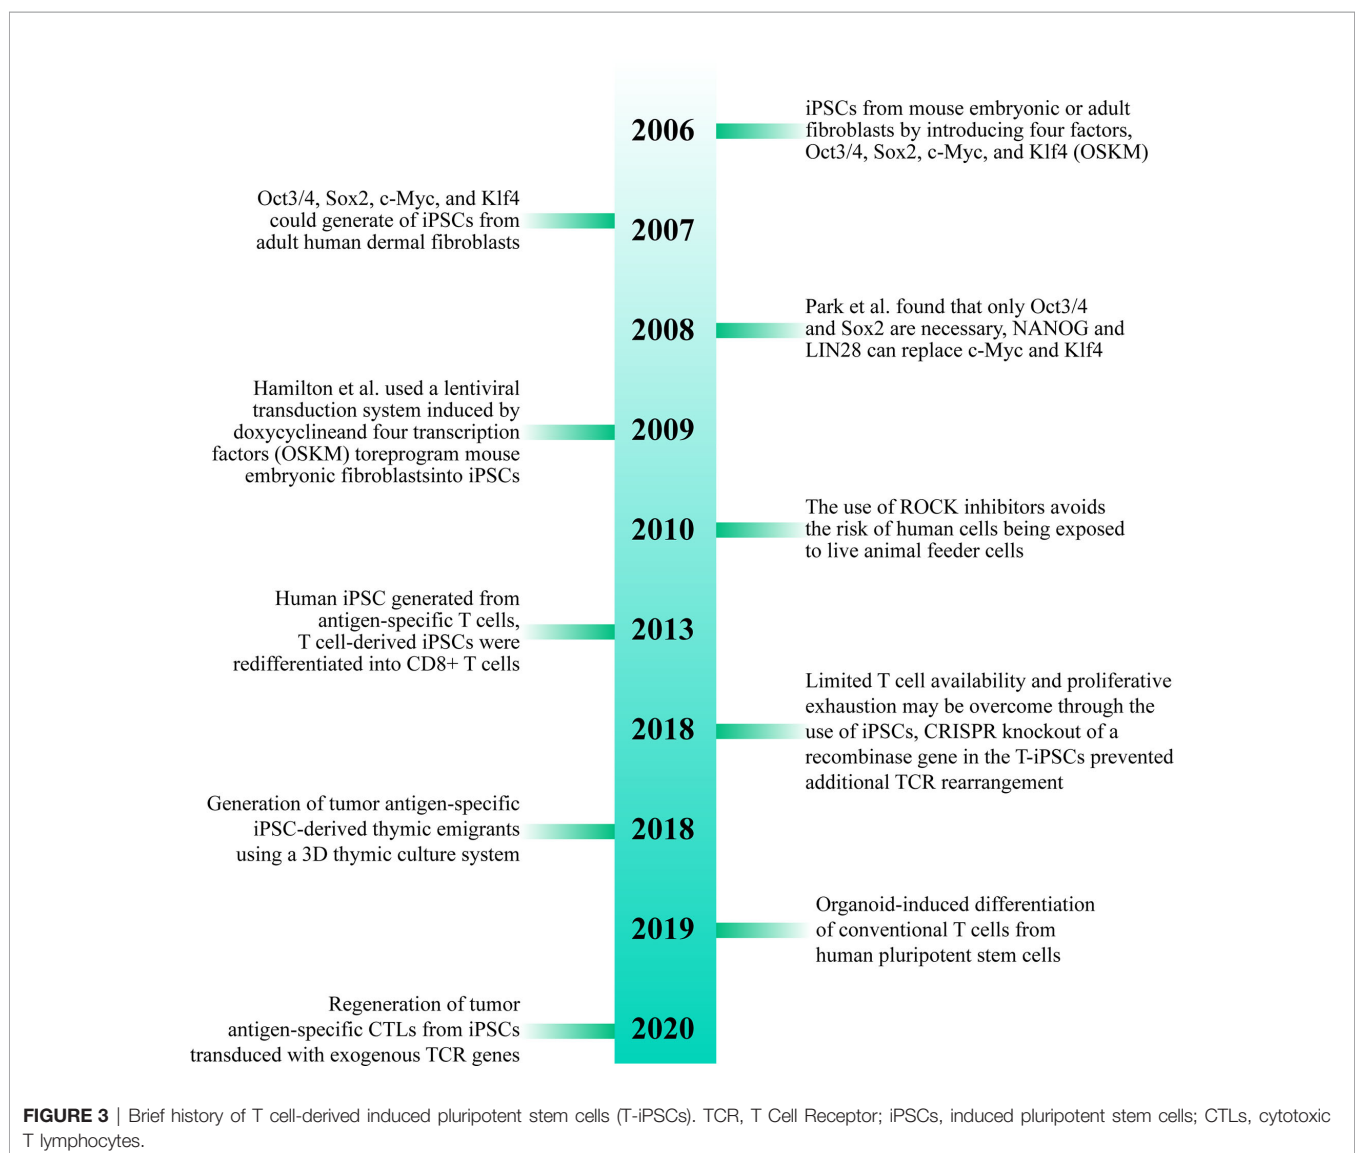 2006
iPSCs from mouse embryonic or adult
fibroblasts by introducing four factors,
Oct3/4, Sox2, c-Myc, and Klf4 (OSKM)
Oct3/4, Sox2, c-Myc, and Klf4
could generate of iPSCs from
adult human dermal fibroblasts
2007
2008
Park et al. found that only Oct3/4
and Sox2 are necessary, NANOG and
LIN28 can replace c-Myc and Klf4
Hamilton et al. used a lentiviral
transduction system induced by
doxycyclineand four transcription
factors (OSKM) toreprogram mouse
embryonic fibroblastsinto iPSCs
2009
2010
The use of ROCK inhibitors avoids
the risk of human cells being exposed
to live animal feeder cells
Human iPSC generated from
antigen-specific T cells,
T cell-derived iPSCs were
redifferentiated into CD8+ T cells
2013
2018
Limited T cell availability and proliferative
exhaustion may be overcome through the
use of iPSCs, CRISPR knockout of a
recombinase gene in the T-iPSCs prevented
additional TCR rearrangement
Generation of tumor antigen-specific
iPSC-derived thymic emigrants
using a 3D thymic culture system
2018
2019
Organoid-induced differentiation
of conventional T cells from
human pluripotent stem cells
Regeneration of tumor
antigen-specific CTLs from iPSCs
transduced with exogenous TCR genes
2020
FIGURE 3 | Brief history of T cell-derived induced pluripotent stem cells (T-iPSCs). TCR, T Cell Receptor; iPSCs, induced pluripotent stem cells; CTLs, cytotoxic
T lymphocytes.